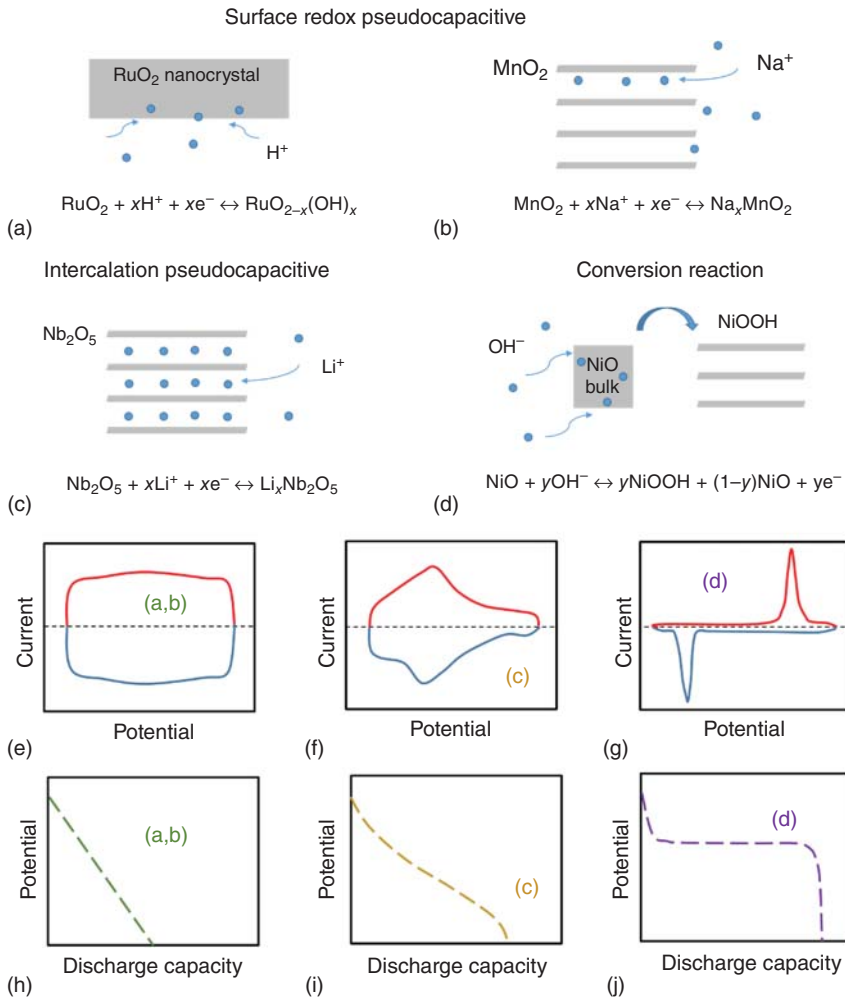 Surface redox pseudocapacitive
RuO₂ nanocrystal
H⁺
RuO₂ + xH⁺ + xe⁻ ↔ RuO₂₋ₓ(OH)ₓ
(a)
MnO₂
Na⁺
MnO₂ + xNa⁺ + xe⁻ ↔ NaₓMnO₂
(b)
Intercalation pseudocapacitive
Nb₂O₅
Li⁺
Nb₂O₅ + xLi⁺ + xe⁻ ↔ LiₓNb₂O₅
(c)
Conversion reaction
OH⁻
NiO
bulk
NiOOH
NiO + yOH⁻ ↔ yNiOOH + (1–y)NiO + ye⁻
(d)
Current
(a,b)
Potential
(e)
Current
(c)
Potential
(f)
Current
(d)
Potential
(g)
Potential
(a,b)
Discharge capacity
(h)
Potential
(c)
Discharge capacity
(i)
Potential
(d)
Discharge capacity
(j)